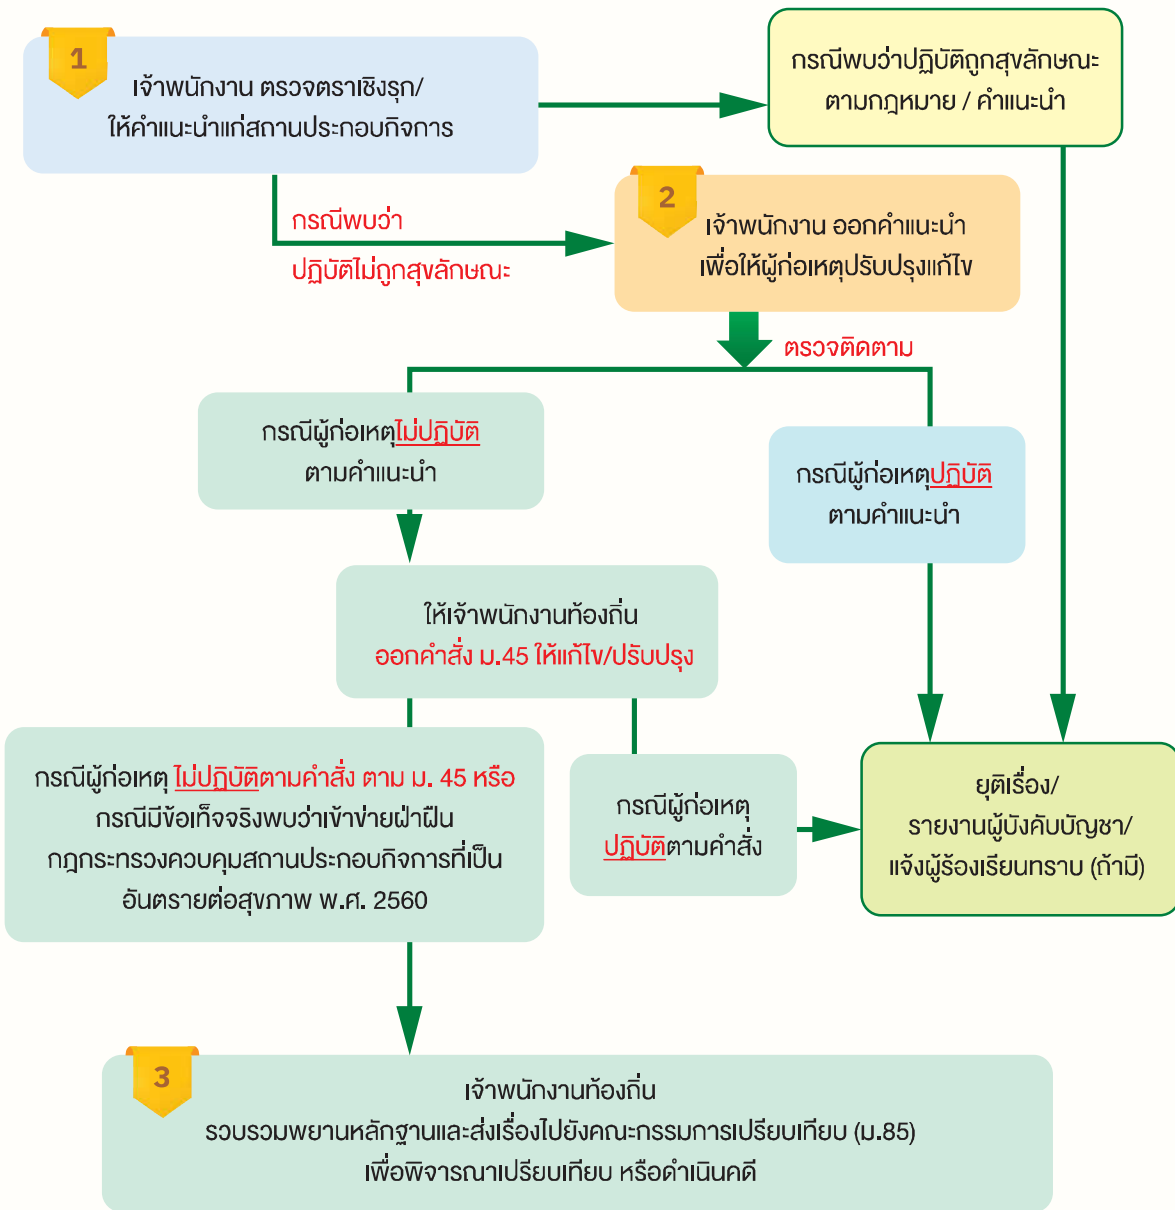 1
เจ้าพนักงาน ตรวจตราเชิงรุก/
ให้คำแนะนำแก่สถานประกอบกิจการ
กรณีพบว่าปฏิบัติถูกสุขลักษณะ
ตามกฎหมาย / คำแนะนำ
กรณีพบว่า
ปฏิบัติไม่ถูกสุขลักษณะ
2
เจ้าพนักงาน ออกคำแนะนำ
เพื่อให้ผู้ก่อเหตุปรับปรุงแก้ไข
ตรวจติดตาม
กรณีผู้ก่อเหตุไม่ปฏิบัติ
ตามคำแนะนำ
กรณีผู้ก่อเหตุปฏิบัติ
ตามคำแนะนำ
ให้เจ้าพนักงานท้องถิ่น
ออกคำสั่ง ม.45 ให้แก้ไข/ปรับปรุง
กรณีผู้ก่อเหตุ ไม่ปฏิบัติตามคำสั่ง ตาม ม. 45 หรือ
กรณีมีข้อเท็จจริงพบว่าเข้าข่ายฝ่าฝืน
กฎกระทรวงควบคุมสถานประกอบกิจการที่เป็น
อันตรายต่อสุขภาพ พ.ศ. 2560
กรณีผู้ก่อเหตุ
ปฏิบัติตามคำสั่ง
ยุติเรื่อง/
รายงานผู้บังคับบัญชา/
แจ้งผู้ร้องเรียนทราบ (ถ้ามี)
3
เจ้าพนักงานท้องถิ่น
รวบรวมพยานหลักฐานและส่งเรื่องไปยังคณะกรรมการเปรียบเทียบ (ม.85)
เพื่อพิจารณาเปรียบเทียบ หรือดำเนินคดี